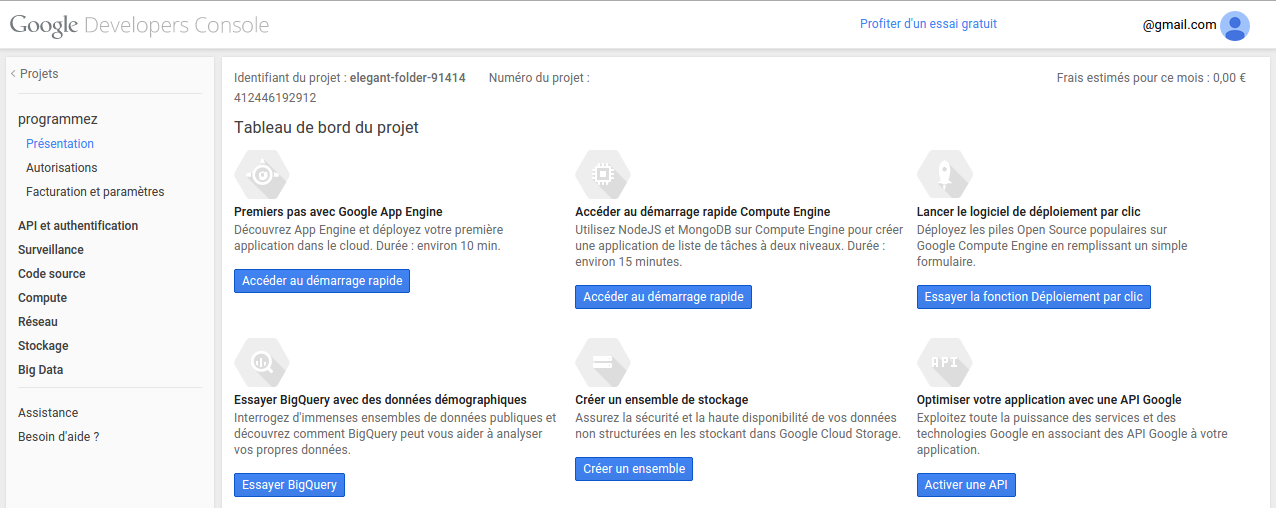 Google Developers Console
Profiter d'un essai gratuit
@gmail.com
Projets
programmez
Présentation
Autorisations
Facturation et paramètres
API et authentification
Surveillance
Code source
Compute
Réseau
Stockage
Big Data
Assistance
Besoin d'aide ?
Identifiant du projet : elegant-folder-91414 Numéro du projet :
412446192912
Frais estimés pour ce mois : 0,00 €
Tableau de bord du projet
Premiers pas avec Google App Engine
Découvrez App Engine et déployez votre première
application dans le cloud. Durée : environ 10 min.
Accéder au démarrage rapide
Accéder au démarrage rapide Compute Engine
Utilisez NodeJS et MongoDB sur Compute Engine pour créer
une application de liste de tâches à deux niveaux. Durée :
environ 15 minutes.
Accéder au démarrage rapide
Lancer le logiciel de déploiement par clic
Déployez les piles Open Source populaires sur
Google Compute Engine en remplissant un simple
formulaire.
Essayer la fonction Déploiement par clic
Essayer BigQuery avec des données démographiques
Interrogez d'immenses ensembles de données publiques et
découvrez comment BigQuery peut vous aider à analyser
vos propres données.
Essayer BigQuery
Créer un ensemble de stockage
Assurez la sécurité et la haute disponibilité de vos données
non structurées en les stockant dans Google Cloud Storage.
Créer un ensemble
API
Optimiser votre application avec une API Google
Exploitez toute la puissance des services et des
technologies Google en associant des API Google à votre
application.
Activer une API